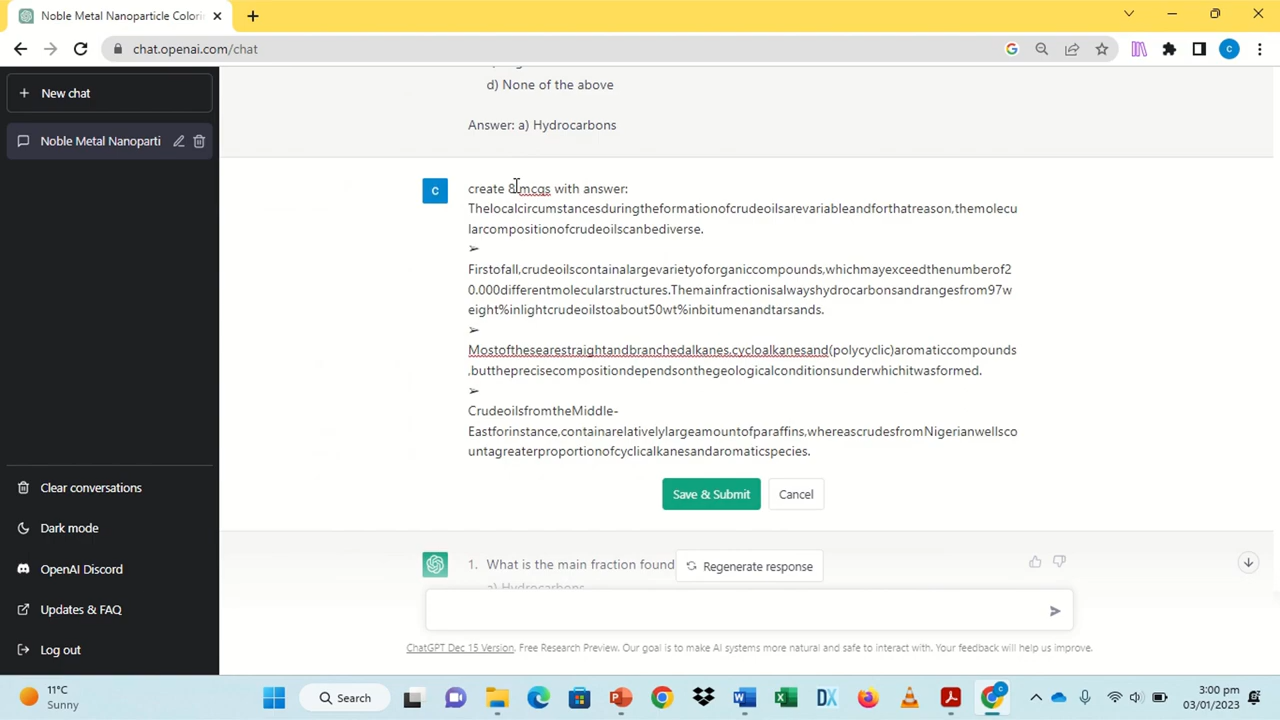 Noble Metal Nanoparticle Colorin
chat.openai.com/chat
C
New chat
Noble Metal Nanoparti
d) None of the above
Answer: a) Hydrocarbons
C
create 8 mcqs with answer:
Thelocalcircumstancesduringtheformationofcrudeoilsarevariableandforthatreason,themolecu
larcompositionofcrudeoilscanbediverse.
➢
Firstofall,crudeoilscontainalargevarietyoforganiccompounds,whichmayexceedthenumberof2
0.000differentmolecularstructures.Themainfractionisalwayshydrocarbonsandrangesfrom97w
eight%inlightcrudeoilstoabout50wt%inbitumenandtarsands.
➢
Mostofthesearestraightandbranchedalkanes,cycloalkanesand(polycyclic)aromaticcompounds
,buttheprecisecompositiondependsonthegeologicalconditionsunderwhichitwasformed.
➢
CrudeoilsfromtheMiddle-
Eastforinstance,containarelativelylargeamountofparaffins,whereascrudesfromNigerianwellsco
untagreaterproportionofcyclicalkanesandaromaticspecies.
Save & Submit
Cancel
Clear conversations
Dark mode
OpenAI Discord
Updates & FAQ
Log out
1. What is the main fraction found
a) Hydrocarbons
Regenerate response
ChatGPT Dec 15 Version. Free Research Preview. Our goal is to make AI systems more natural and safe to interact with. Your feedback will help us improve.
11°C
Sunny
Search
DX
C
3:00 pm
03/01/2023